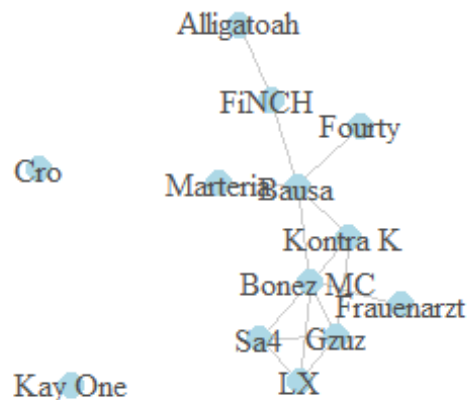 Alligatoah
FiNCH
Fourty
Cro
Marteria
Bausa
Kontra K
Bonez MC
Frauenarzt
Sa4
Gzuz
Kay One
LX